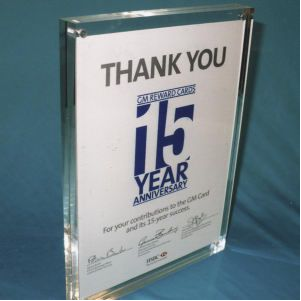 THANK YOU
GM REWARD CARDS
15
YEAR
ANNIVERSARY
For your contributions to the GM Card
and its 15-year success.
HSBC